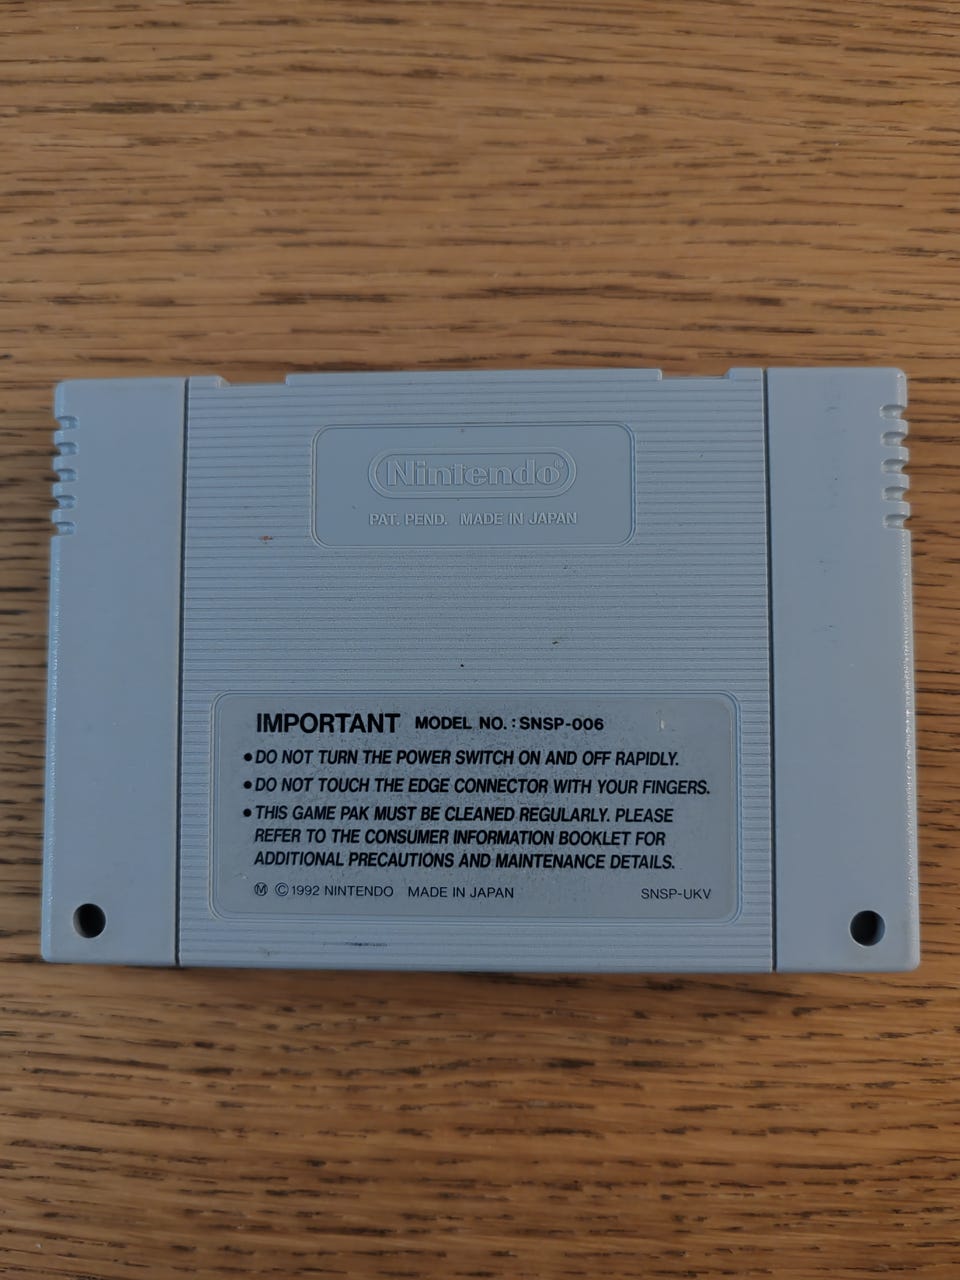 Nintendo®
PAT. PEND. MADE IN JAPAN
IMPORTANT MODEL NO. : SNSP-006
● DO NOT TURN THE POWER SWITCH ON AND OFF RAPIDLY.
● DO NOT TOUCH THE EDGE CONNECTOR WITH YOUR FINGERS.
● THIS GAME PAK MUST BE CLEANED REGULARLY. PLEASE
REFER TO THE CONSUMER INFORMATION BOOKLET FOR
ADDITIONAL PRECAUTIONS AND MAINTENANCE DETAILS.
Ⓜ ©1992 NINTENDO MADE IN JAPAN SNSP-UKV